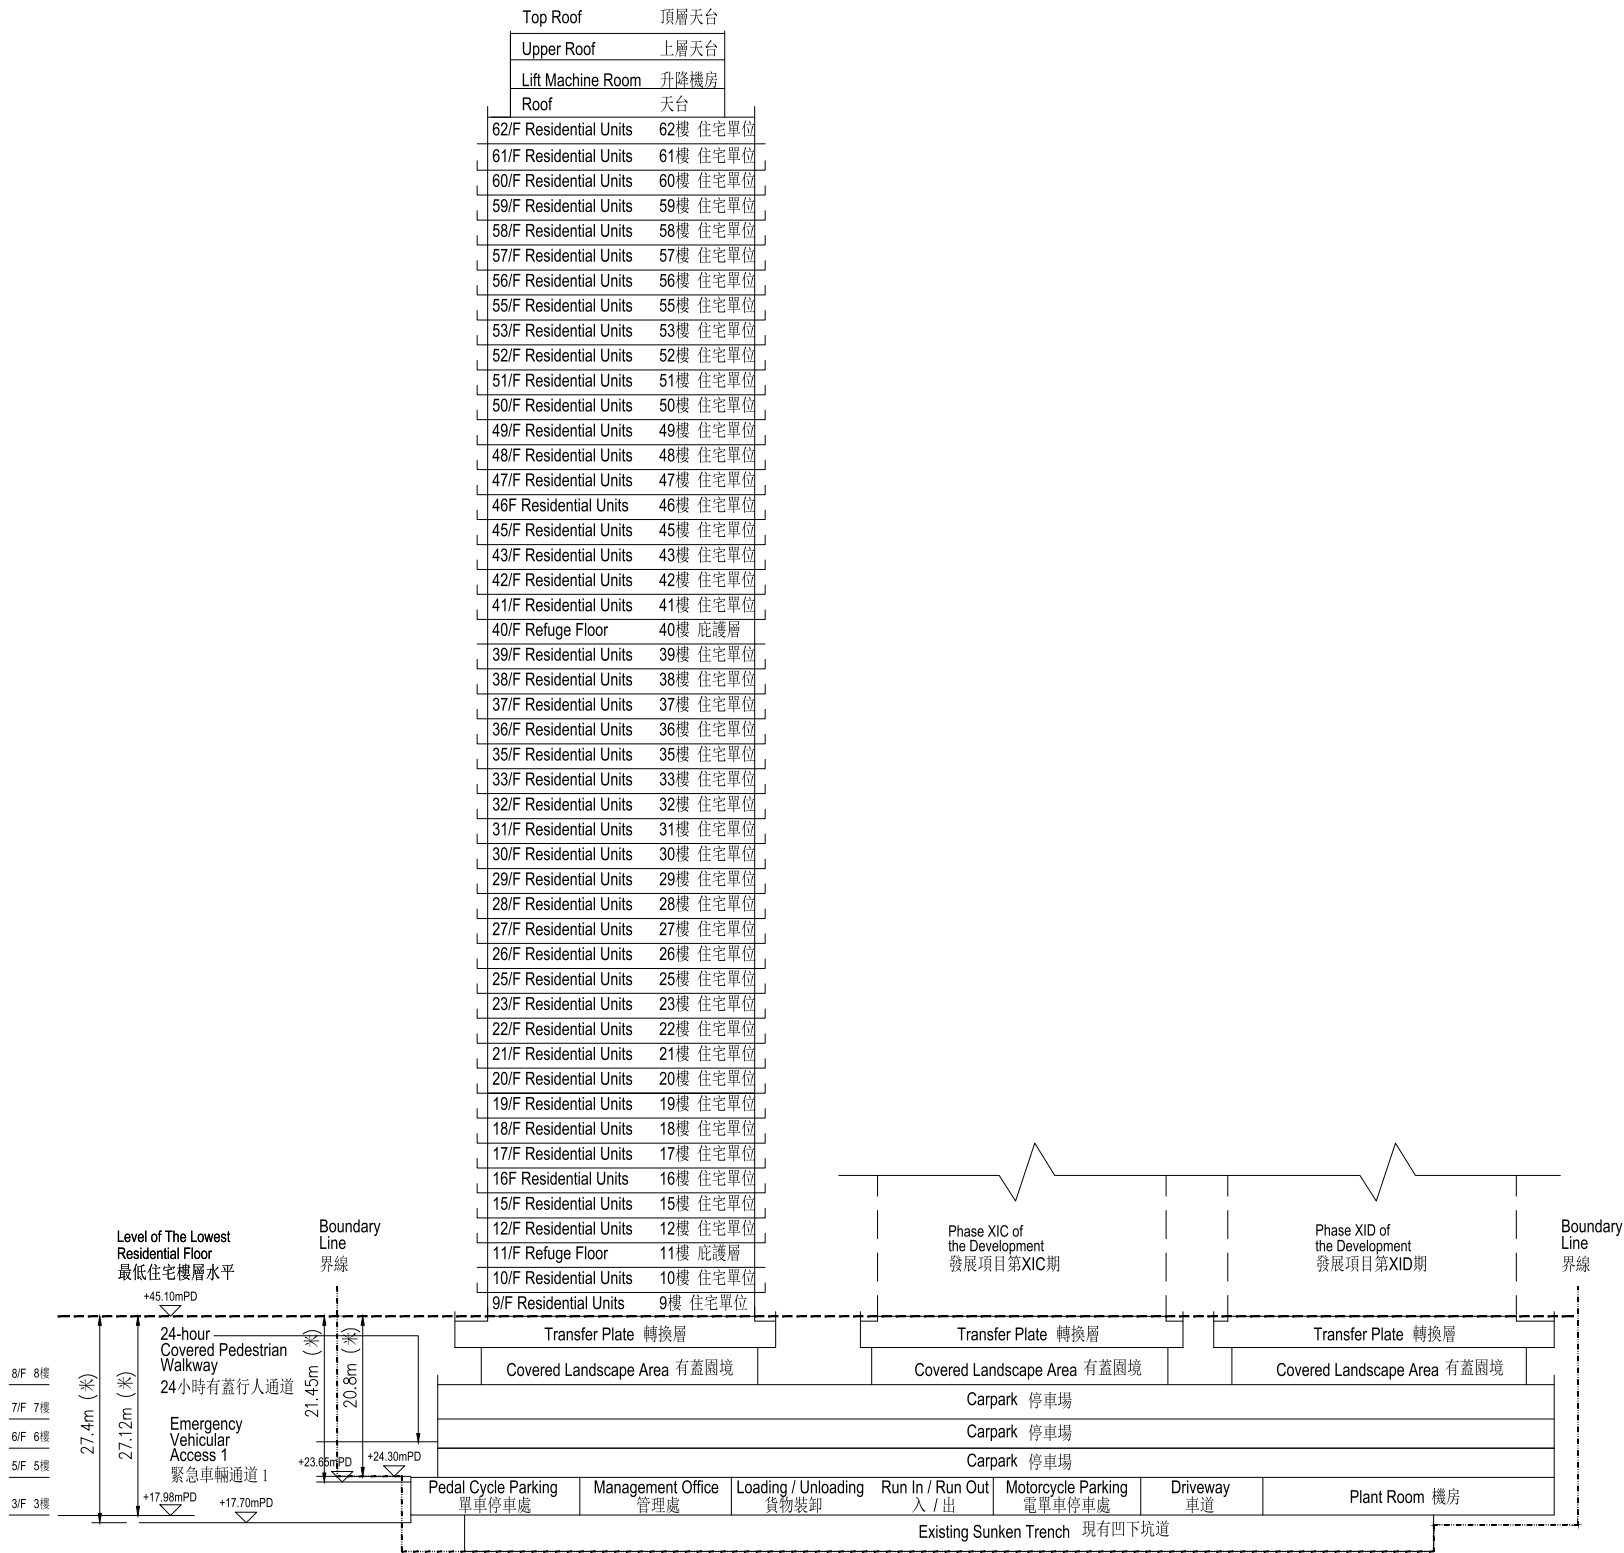 Top Roof 頂層天台
Upper Roof 上層天台
Lift Machine Room 升降機房
Roof 天台
62/F Residential Units 62樓 住宅單位
61/F Residential Units 61樓 住宅單位
60/F Residential Units 60樓 住宅單位
59/F Residential Units 59樓 住宅單位
58/F Residential Units 58樓 住宅單位
57/F Residential Units 57樓 住宅單位
56/F Residential Units 56樓 住宅單位
55/F Residential Units 55樓 住宅單位
53/F Residential Units 53樓 住宅單位
52/F Residential Units 52樓 住宅單位
51/F Residential Units 51樓 住宅單位
50/F Residential Units 50樓 住宅單位
49/F Residential Units 49樓 住宅單位
48/F Residential Units 48樓 住宅單位
47/F Residential Units 47樓 住宅單位
46F Residential Units 46樓 住宅單位
45/F Residential Units 45樓 住宅單位
43/F Residential Units 43樓 住宅單位
42/F Residential Units 42樓 住宅單位
41/F Residential Units 41樓 住宅單位
40/F Refuge Floor 40樓 庇護層
39/F Residential Units 39樓 住宅單位
38/F Residential Units 38樓 住宅單位
37/F Residential Units 37樓 住宅單位
36/F Residential Units 36樓 住宅單位
35/F Residential Units 35樓 住宅單位
33/F Residential Units 33樓 住宅單位
32/F Residential Units 32樓 住宅單位
31/F Residential Units 31樓 住宅單位
30/F Residential Units 30樓 住宅單位
29/F Residential Units 29樓 住宅單位
28/F Residential Units 28樓 住宅單位
27/F Residential Units 27樓 住宅單位
26/F Residential Units 26樓 住宅單位
25/F Residential Units 25樓 住宅單位
23/F Residential Units 23樓 住宅單位
22/F Residential Units 22樓 住宅單位
21/F Residential Units 21樓 住宅單位
20/F Residential Units 20樓 住宅單位
19/F Residential Units 19樓 住宅單位
18/F Residential Units 18樓 住宅單位
17/F Residential Units 17樓 住宅單位
16F Residential Units 16樓 住宅單位
15/F Residential Units 15樓 住宅單位
12/F Residential Units 12樓 住宅單位
11/F Refuge Floor 11樓 庇護層
10/F Residential Units 10樓 住宅單位
9/F Residential Units 9樓 住宅單位
Level of The Lowest
Residential Floor
最低住宅樓層水平
+45.10mPD
Boundary
Line
界線
Phase XIC of
the Development
發展項目第XIC期
Phase XID of
the Development
發展項目第XID期
Boundary
Line
界線
Transfer Plate 轉換層
Transfer Plate 轉換層
Transfer Plate 轉換層
Covered Landscape Area 有蓋園境
Covered Landscape Area 有蓋園境
Covered Landscape Area 有蓋園境
24-hour
Covered Pedestrian
Walkway
24小時有蓋行人通道
27.4m (米)
27.12m (米)
21.45m (米)
20.8m (米)
8/F 8樓
7/F 7樓
6/F 6樓
5/F 5樓
3/F 3樓
Carpark 停車場
Carpark 停車場
Carpark 停車場
Emergency
Vehicular
Access 1
緊急車輛通道 1
+23.65mPD
+24.30mPD
+17.98mPD
+17.70mPD
Pedal Cycle Parking
單車停車處
Management Office
管理處
Loading / Unloading
貨物裝卸
Run In / Run Out
入 / 出
Motorcycle Parking
電單車停車處
Driveway
車道
Plant Room 機房
Existing Sunken Trench 現有凹下坑道